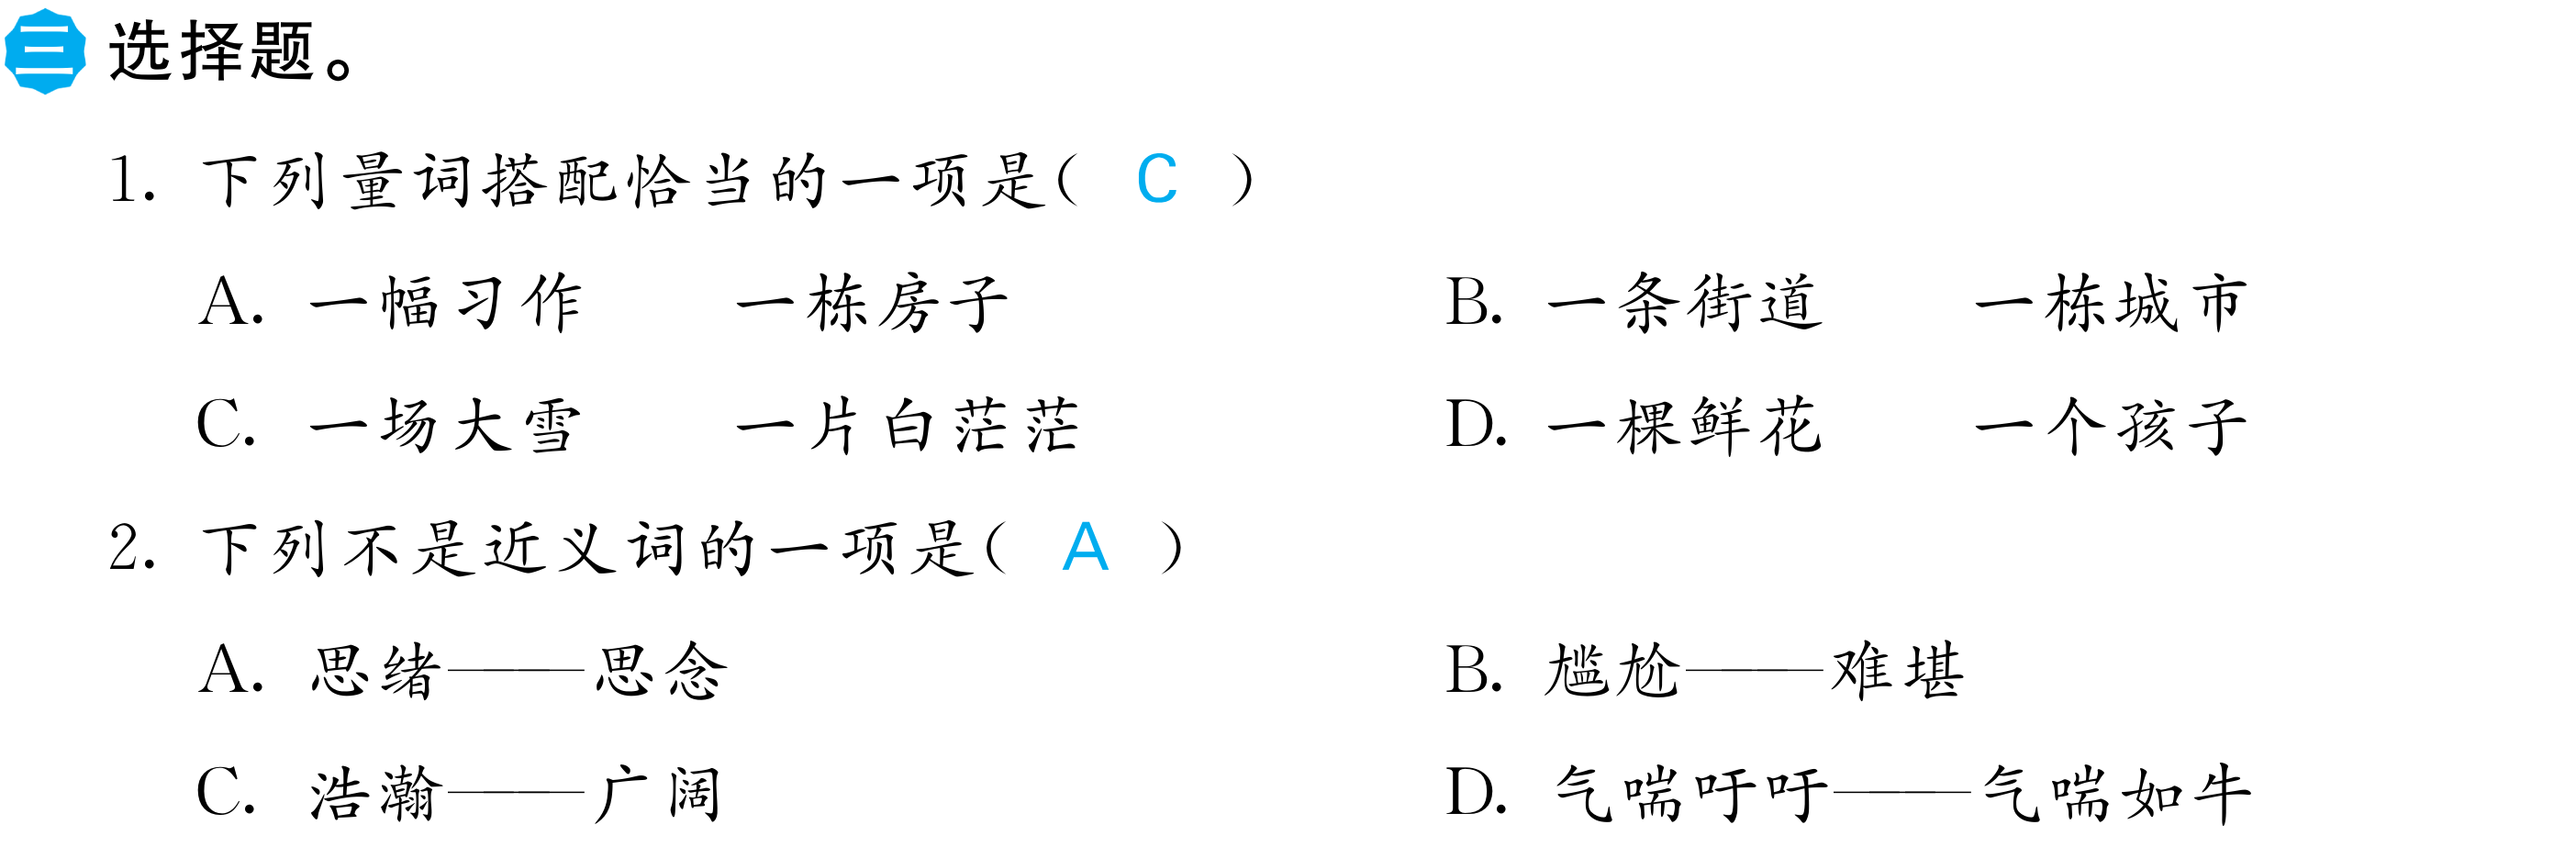 三 选择题。
1. 下列量词搭配恰当的一项是( C )
A. 一幅习作 一栋房子 B. 一条街道 一栋城市
C. 一场大雪 一片白茫茫 D. 一棵鲜花 一个孩子
2. 下列不是近义词的一项是( A )
A. 思绪——思念 B. 尴尬——难堪
C. 浩瀚——广阔 D. 气喘吁吁——气喘如牛